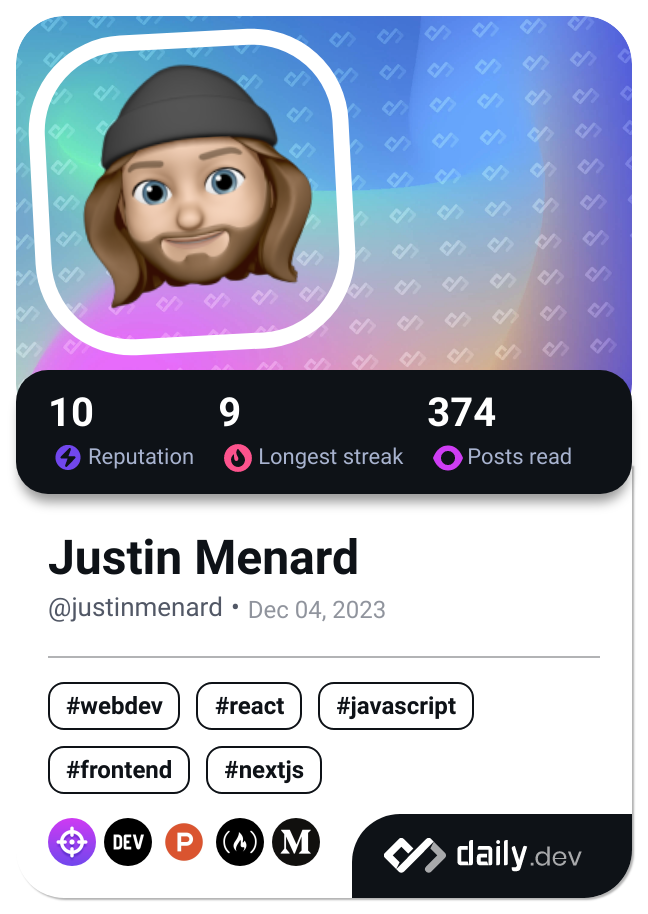 10 9 374
Reputation Longest streak Posts read
Justin Menard
@justinmenard • Dec 04, 2023
#webdev #react #javascript
#frontend #nextjs
DEV P M daily.dev